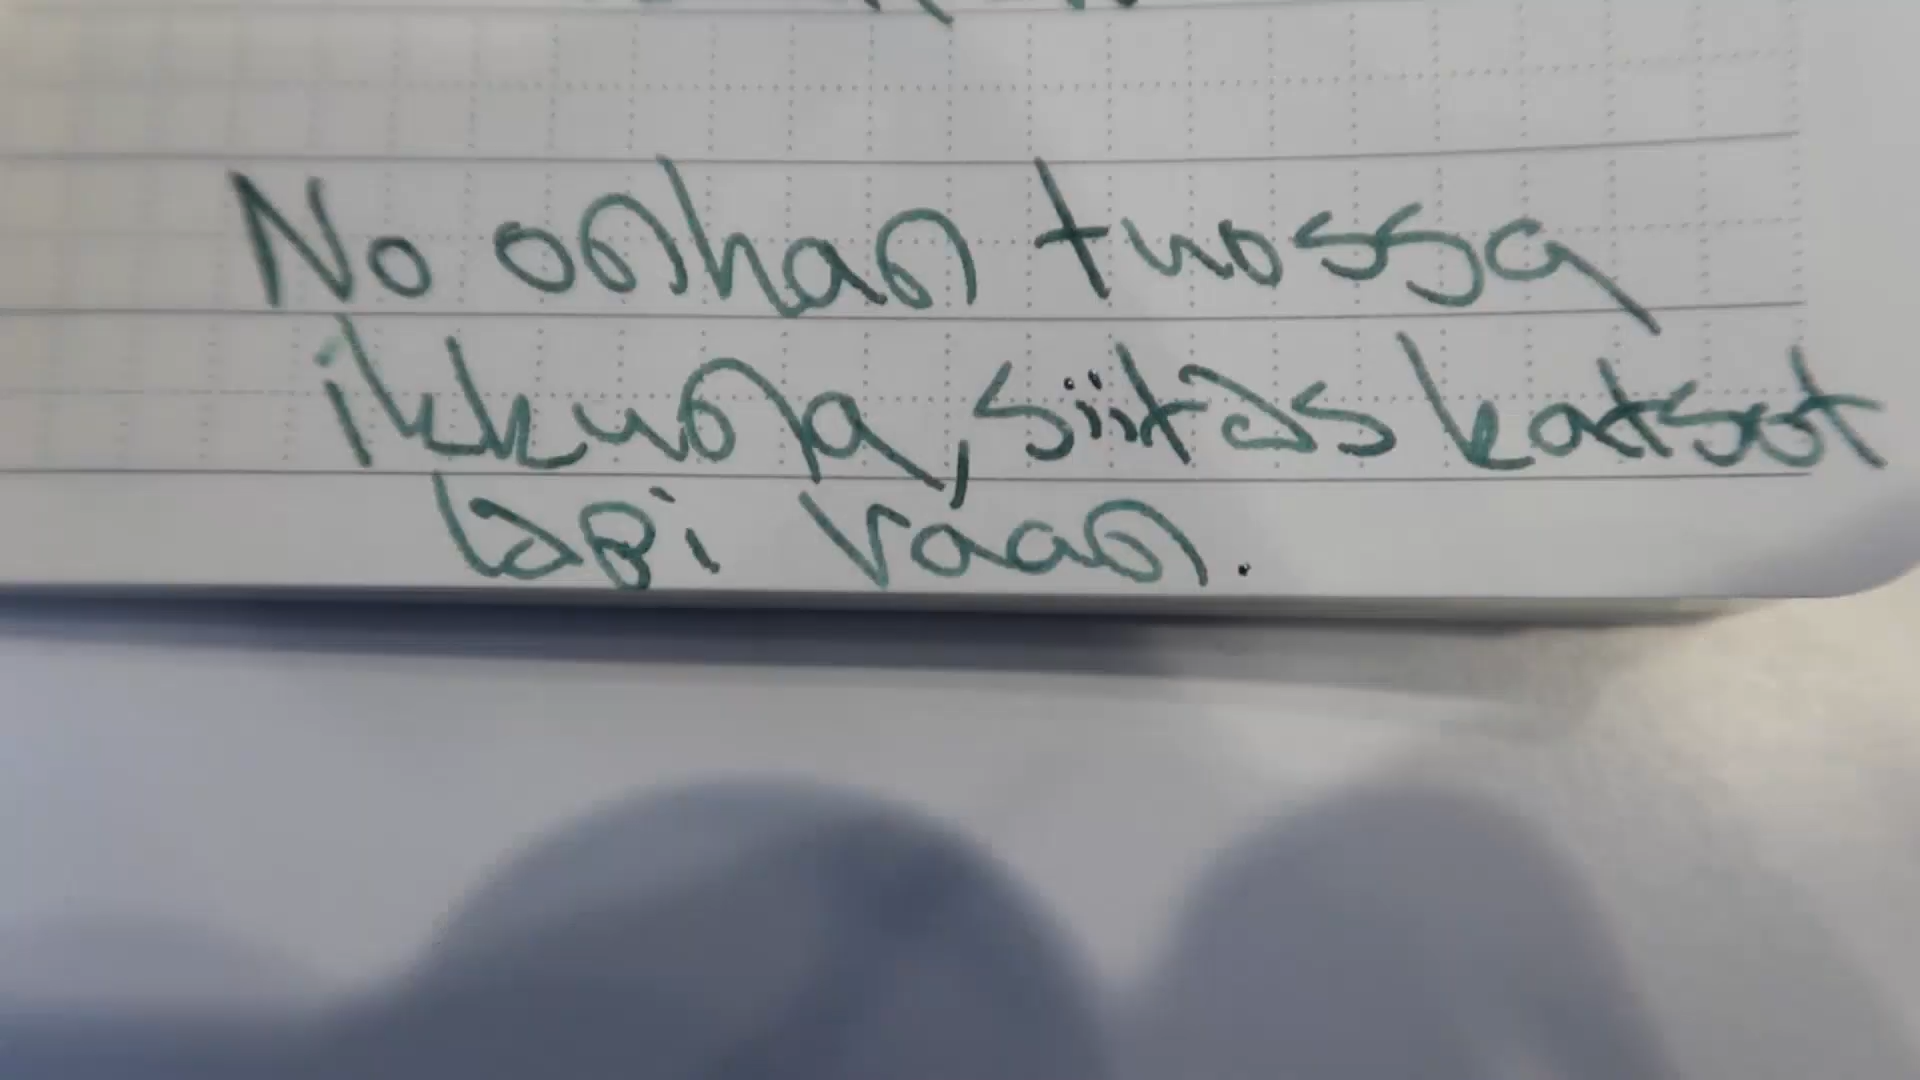 No onhan tuossa
ikkuna, siitäs katsot
läpi vaan.